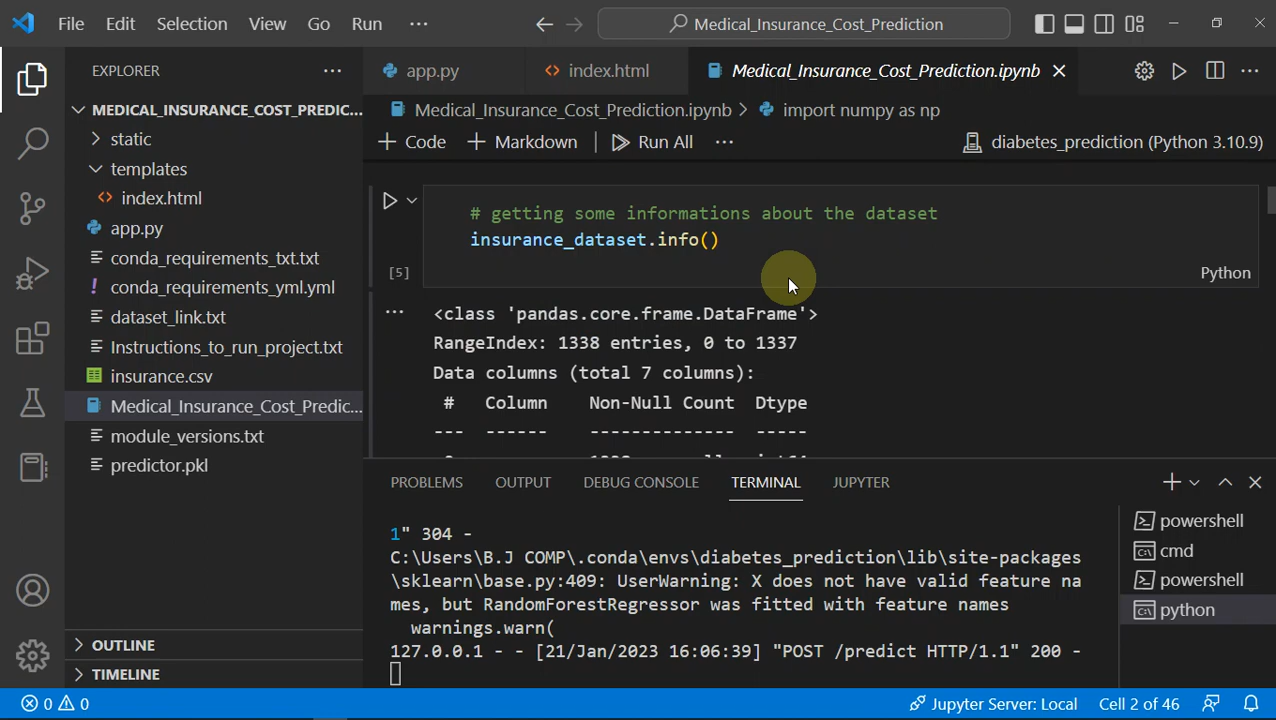 File Edit Selection View Go Run ···
Medical_Insurance_Cost_Prediction
EXPLORER ···
MEDICAL_INSURANCE_COST_PREDIC...
static
templates
index.html
app.py
conda_requirements_txt.txt
! conda_requirements_yml.yml
dataset_link.txt
Instructions_to_run_project.txt
insurance.csv
Medical_Insurance_Cost_Predic...
module_versions.txt
predictor.pkl
OUTLINE
TIMELINE
app.py index.html Medical_Insurance_Cost_Prediction.ipynb
Medical_Insurance_Cost_Prediction.ipynb > import numpy as np
+ Code + Markdown Run All ··· diabetes_prediction (Python 3.10.9)
# getting some informations about the dataset
insurance_dataset.info()
[5] Python
<class 'pandas.core.frame.DataFrame'>
RangeIndex: 1338 entries, 0 to 1337
Data columns (total 7 columns):
# Column Non-Null Count Dtype
--- ------ -------------- -----
PROBLEMS OUTPUT DEBUG CONSOLE TERMINAL JUPYTER
1" 304 -
C:\Users\B.J COMP\.conda\envs\diabetes_prediction\lib\site-packages
\sklearn\base.py:409: UserWarning: X does not have valid feature na
mes, but RandomForestRegressor was fitted with feature names
warnings.warn(
127.0.0.1 - - [21/Jan/2023 16:06:39] "POST /predict HTTP/1.1" 200 -
powershell
cmd
powershell
python
0 0 Jupyter Server: Local Cell 2 of 46